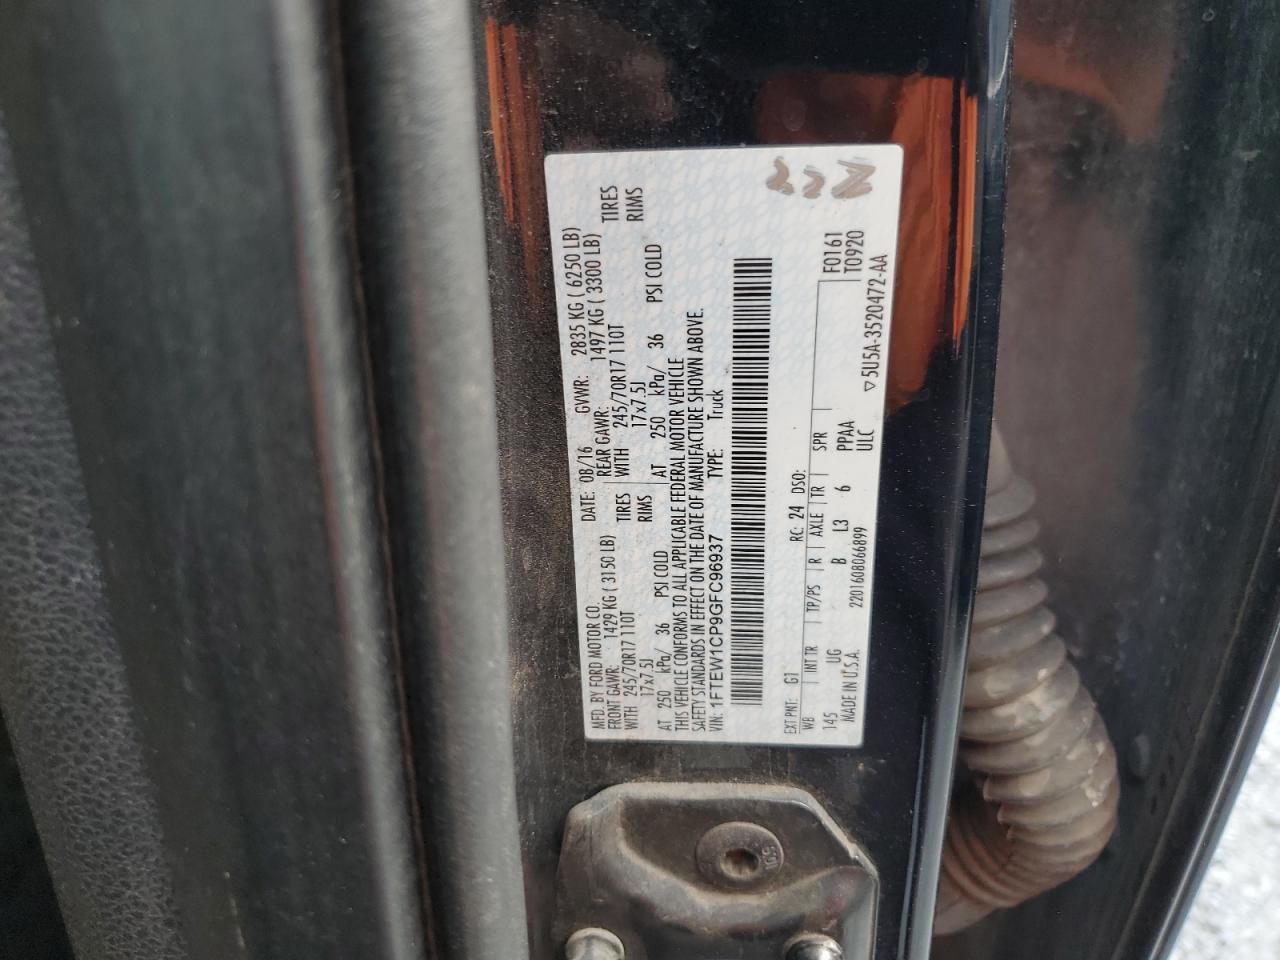 MFD. BY FORD MOTOR CO.
DATE: 08/16 GVWR: 2835 KG ( 6250 LB)
FRONT GAWR: 1429 KG ( 3150 LB)
REAR GAWR: 1497 KG ( 3300 LB)
WITH 245/70R17 110T TIRES
WITH 245/70R17 110T TIRES
17x7.5J RIMS
17x7.5J RIMS
AT 250 kPa/ 36 PSI COLD
AT 250 kPa/ 36 PSI COLD
THIS VEHICLE CONFORMS TO ALL APPLICABLE FEDERAL MOTOR VEHICLE
SAFETY STANDARDS IN EFFECT ON THE DATE OF MANUFACTURE SHOWN ABOVE.
VIN: 1FTEW1CP9GFC96937 TYPE: Truck
EXT PNT: G1 RC: 24 DSO:
WB INT TR TP/PS R AXLE TR SPR
F0161
T0920
145 UG B L3 6 PPAA
ULC
MADE IN U.S.A. 2201608066899
▽5U5A-3520472-AA